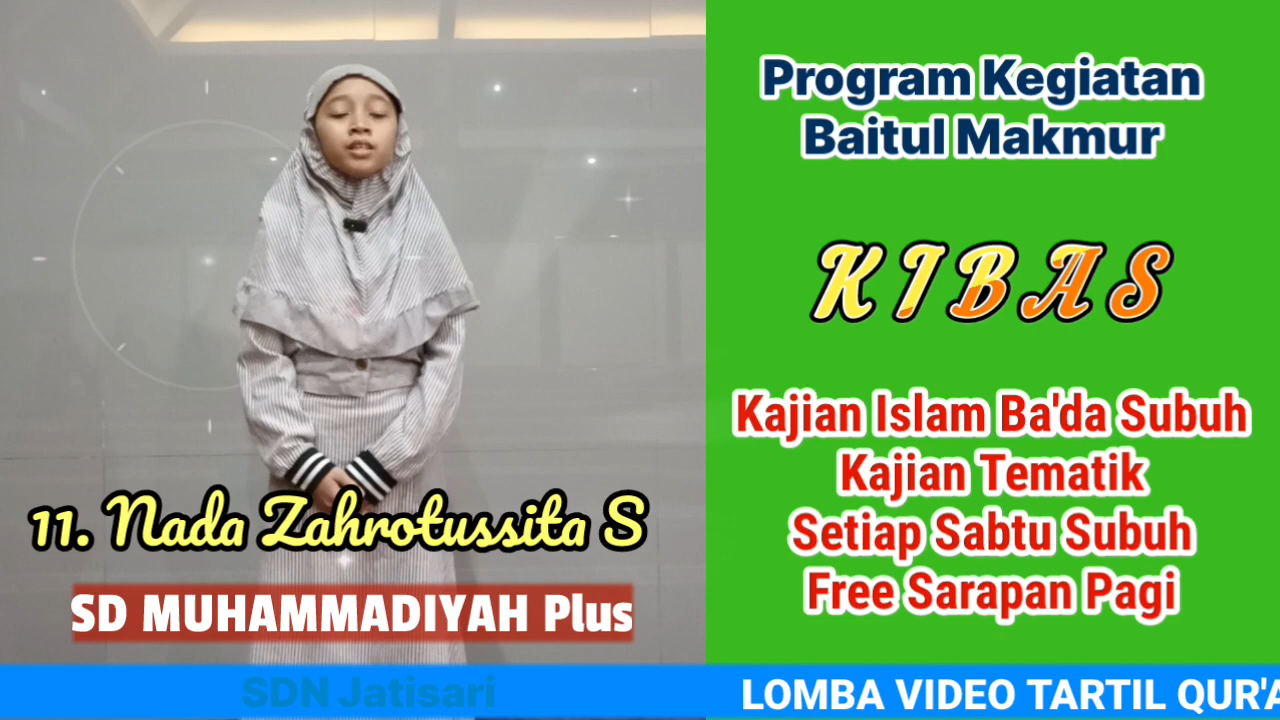 Program Kegiatan
Baitul Makmur
KIBAS
Kajian Islam Ba'da Subuh
Kajian Tematik
Setiap Sabtu Subuh
Free Sarapan Pagi
11. Nada Zahrotussita S
SD MUHAMMADIYAH Plus
SDN Jatisari
LOMBA VIDEO TARTIL QUR'A